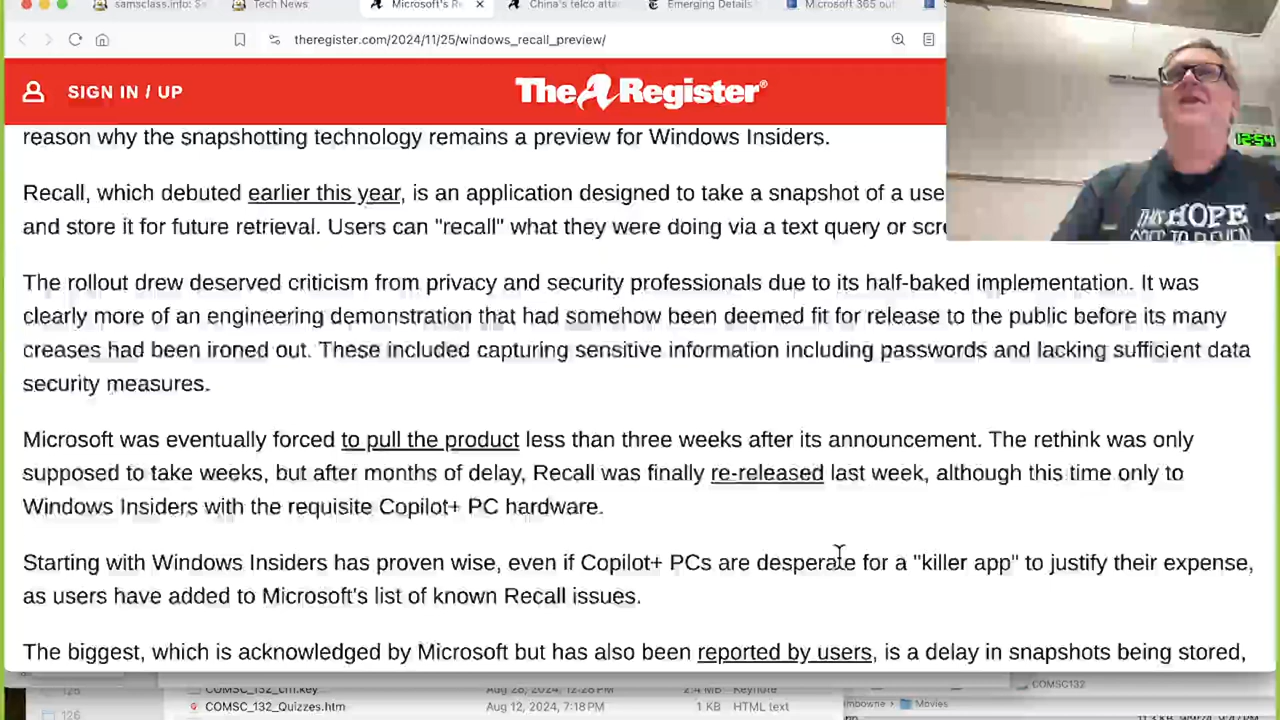 samsclass.info: S
Tech News
Microsoft's R
China's telco atta
Emerging Details
Microsoft 365 out
theregister.com/2024/11/25/windows_recall_preview/
SIGN IN / UP
The Register®
reason why the snapshotting technology remains a preview for Windows Insiders.
Recall, which debuted earlier this year, is an application designed to take a snapshot of a use
and store it for future retrieval. Users can "recall" what they were doing via a text query or scr
The rollout drew deserved criticism from privacy and security professionals due to its half-baked implementation. It was
clearly more of an engineering demonstration that had somehow been deemed fit for release to the public before its many
creases had been ironed out. These included capturing sensitive information including passwords and lacking sufficient data
security measures.
Microsoft was eventually forced to pull the product less than three weeks after its announcement. The rethink was only
supposed to take weeks, but after months of delay, Recall was finally re-released last week, although this time only to
Windows Insiders with the requisite Copilot+ PC hardware.
Starting with Windows Insiders has proven wise, even if Copilot+ PCs are desperate for a "killer app" to justify their expense,
as users have added to Microsoft's list of known Recall issues.
The biggest, which is acknowledged by Microsoft but has also been reported by users, is a delay in snapshots being stored,
12:54
THIS HOPE
COMSC_132_crn.key
Aug 28, 2024, 12:28 PM
2.4 MB
Keynote
COMSC132
126
COMSC_132_Quizzes.htm
Aug 12, 2024, 7:18 PM
1 KB
HTML text
Movies